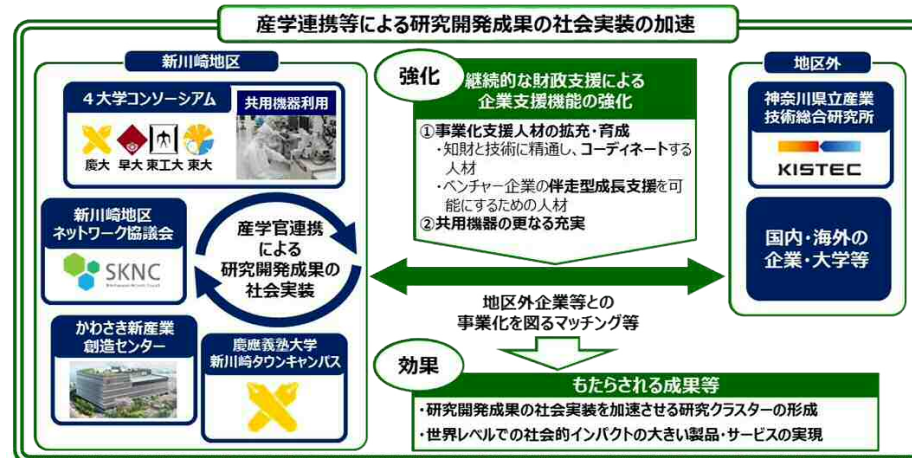 産学連携等による研究開発成果の社会実装の加速
新川崎地区
4大学コンソーシアム
共用機器利用
慶大 早大 東工大 東大
新川崎地区
ネットワーク協議会
SKNC
産学官連携
による
研究開発成果の
社会実装
かわさき新産業
創造センター
慶應義塾大学
新川崎タウンキャンパス
強化
継続的な財政支援による
企業支援機能の強化
①事業化支援人材の拡充・育成
・知財と技術に精通し、コーディネートする
人材
・ベンチャー企業の伴走型成長支援を可
能にするための人材
②共用機器の更なる充実
地区外企業等との
事業化を図るマッチング等
効果
もたらされる成果等
・研究開発成果の社会実装を加速させる研究クラスターの形成
・世界レベルでの社会的インパクトの大きい製品・サービスの実現
地区外
神奈川県立産業
技術総合研究所
KISTEC
国内・海外の
企業・大学等